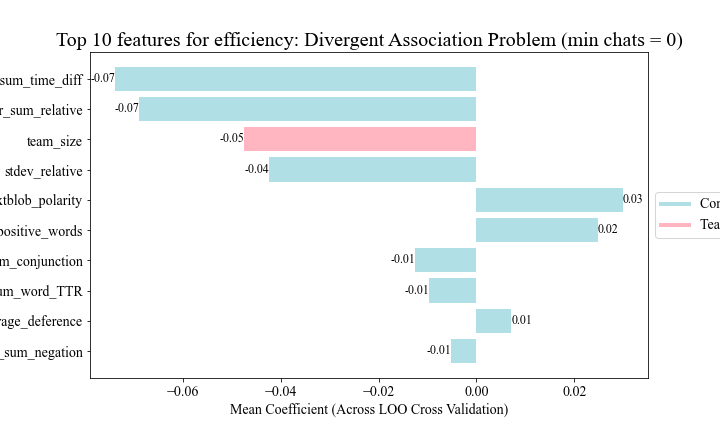 Top 10 features for efficiency: Divergent Association Problem (min chats = 0)
sum_time_diff
-0.07
r_sum_relative
-0.07
team_size
-0.05
stdev_relative
-0.04
xtblob_polarity
0.03
positive_words
0.02
m_conjunction
-0.01
um_word_TTR
-0.01
rage_deference
0.01
_sum_negation
-0.01
Con
Tea
−0.06
−0.04
−0.02
0.00
0.02
Mean Coefficient (Across LOO Cross Validation)